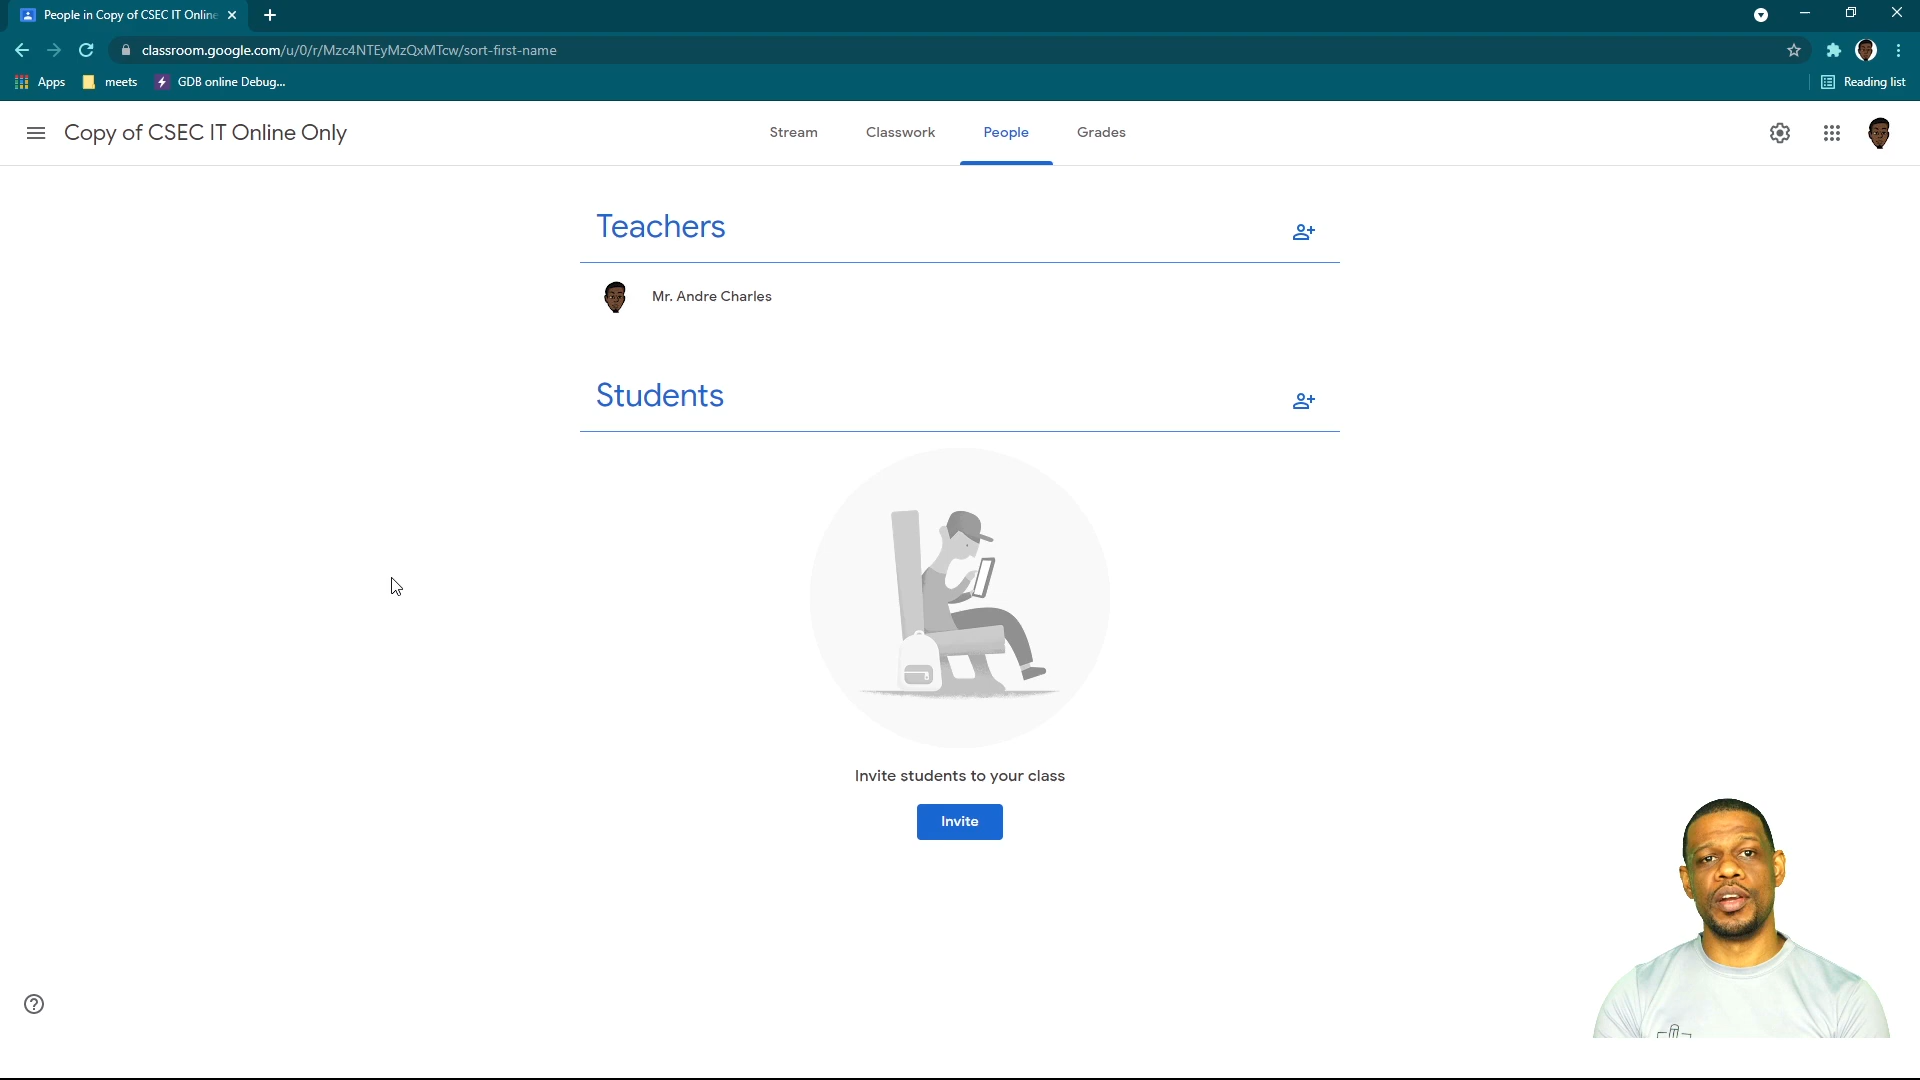 People in Copy of CSEC IT Online
classroom.google.com/u/0/r/Mzc4NTEyMzQxMTcw/sort-first-name
Apps meets GDB online Debug... Reading list
Copy of CSEC IT Online Only Stream Classwork People Grades
Teachers
Mr. Andre Charles
Students
Invite students to your class
Invite